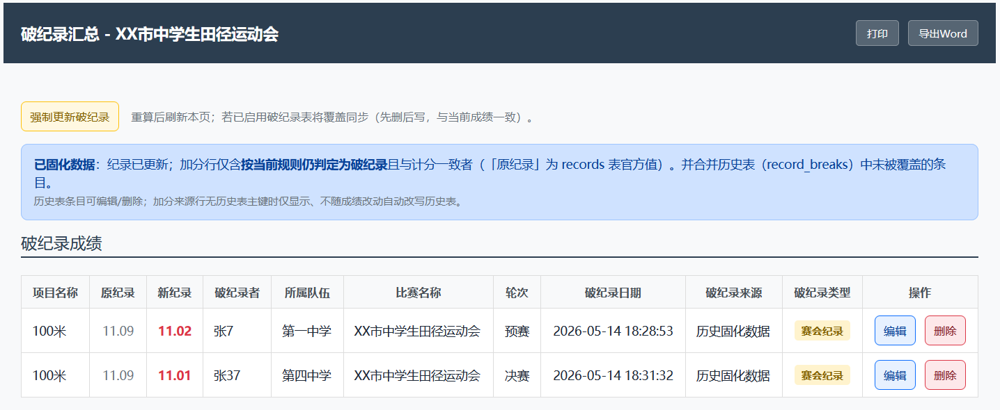 破纪录汇总 - XX市中学生田径运动会
打印 导出Word
强制更新破纪录 重算后刷新本页；若已启用破纪录表将覆盖同步（先删后写，与当前成绩一致）。
已固化数据：纪录已更新；加分行仅含按当前规则仍判定为破纪录且与计分一致者（「原纪录」为 records 表官方值）。并合并历史表（record_breaks）中未被覆盖的条
目。
历史表条目可编辑/删除；加分来源行无历史表主键时仅显示、不随成绩改动自动改写历史表。
破纪录成绩
项目名称 原纪录 新纪录 破纪录者 所属队伍 比赛名称 轮次 破纪录日期 破纪录来源 破纪录类型 操作
100米 11.09 11.02 张7 第一中学 XX市中学生田径运动会 预赛 2026-05-14 18:28:53 历史固化数据 赛会纪录 编辑 删除
100米 11.09 11.01 张37 第四中学 XX市中学生田径运动会 决赛 2026-05-14 18:31:32 历史固化数据 赛会纪录 编辑 删除